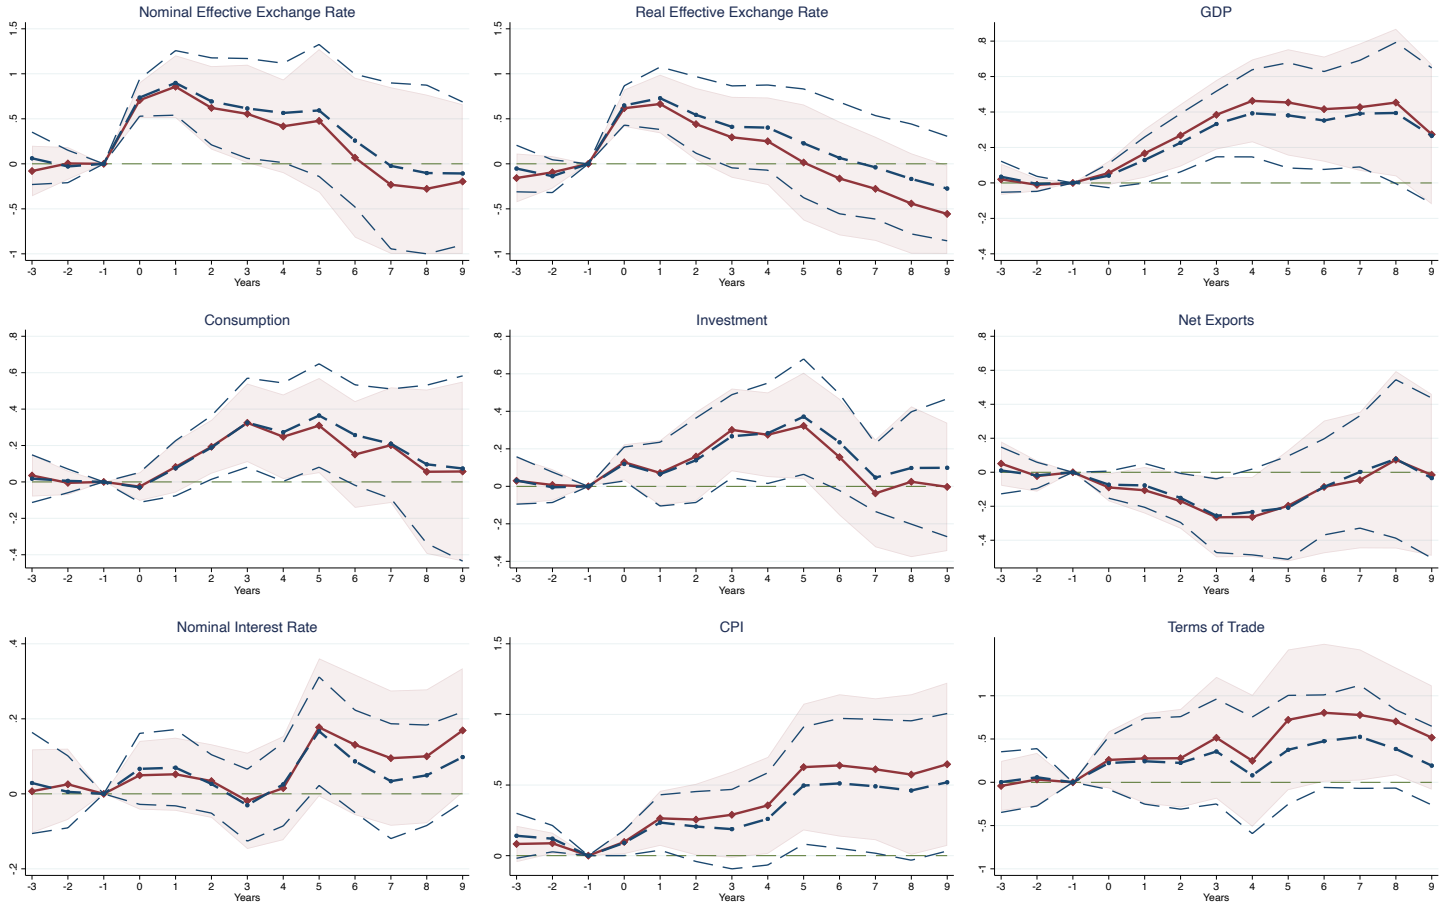 Nominal Effective Exchange Rate
1.5
1
.5
0
-.5
-1
-3 -2 -1 0 1 2 3 4 5 6 7 8 9
Years
Real Effective Exchange Rate
1.5
1
.5
0
-.5
-1
-3 -2 -1 0 1 2 3 4 5 6 7 8 9
Years
GDP
.8
.6
.4
.2
0
-.2
-.4
-3 -2 -1 0 1 2 3 4 5 6 7 8 9
Years
Consumption
.8
.6
.4
.2
0
-.2
-.4
-3 -2 -1 0 1 2 3 4 5 6 7 8 9
Years
Investment
.8
.6
.4
.2
0
-.2
-.4
-3 -2 -1 0 1 2 3 4 5 6 7 8 9
Years
Net Exports
.8
.6
.4
.2
0
-.2
-.4
-3 -2 -1 0 1 2 3 4 5 6 7 8 9
Years
Nominal Interest Rate
.4
.2
0
-.2
-3 -2 -1 0 1 2 3 4 5 6 7 8 9
Years
CPI
1.5
1
.5
0
-3 -2 -1 0 1 2 3 4 5 6 7 8 9
Years
Terms of Trade
1
.5
0
-.5
-1
-3 -2 -1 0 1 2 3 4 5 6 7 8 9
Years